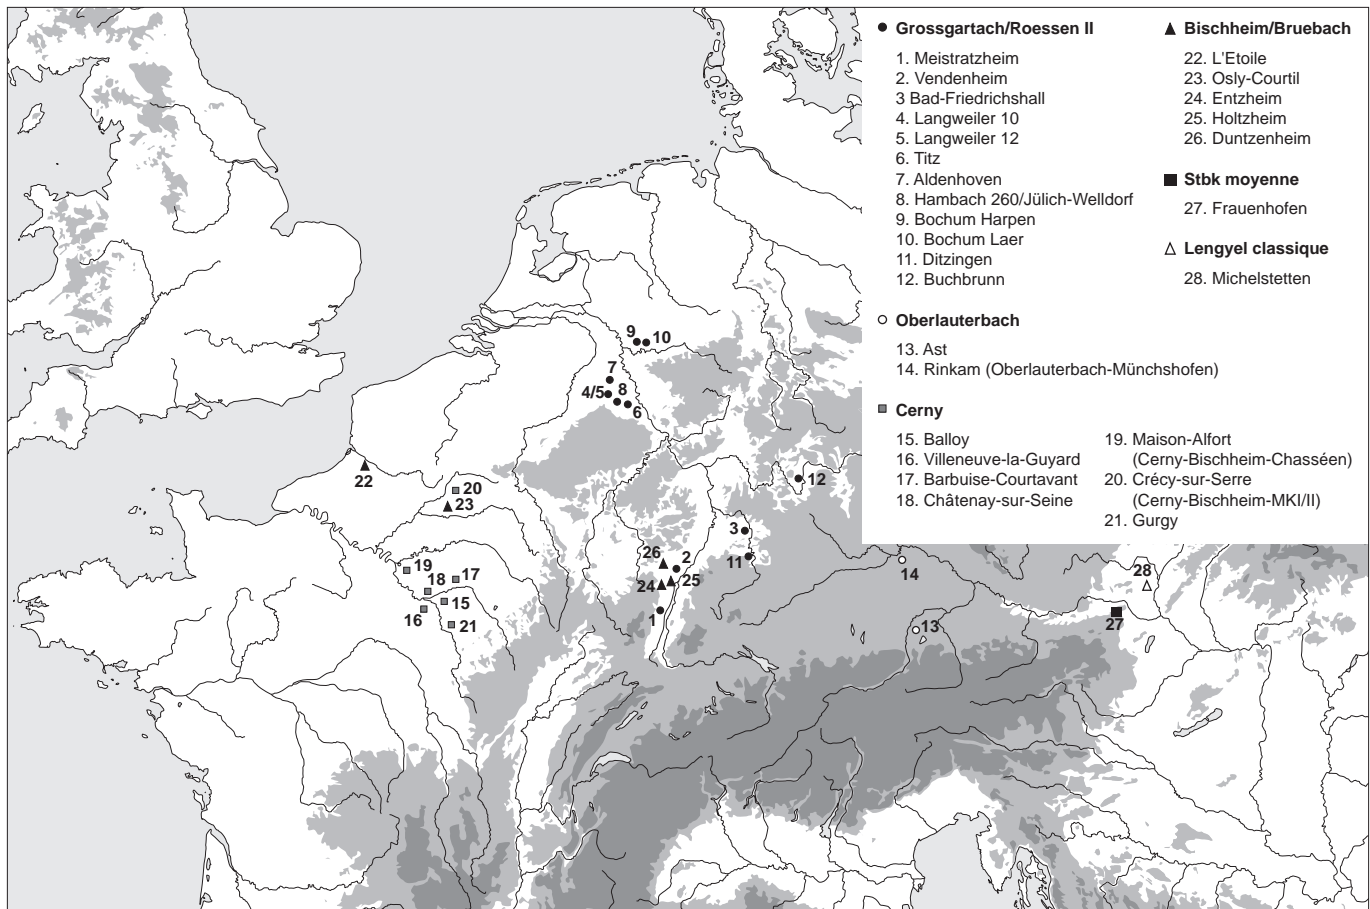 Grossgartach/Roessen II
1. Meistratzheim
2. Vendenheim
3 Bad-Friedrichshall
4. Langweiler 10
5. Langweiler 12
6. Titz
7. Aldenhoven
8. Hambach 260/Jülich-Welldorf
9. Bochum Harpen
10. Bochum Laer
11. Ditzingen
12. Buchbrunn
Bischheim/Bruebach
22. L'Etoile
23. Osly-Courtil
24. Entzheim
25. Holtzheim
26. Duntzenheim
Stbk moyenne
27. Frauenhofen
Lengyel classique
28. Michelstetten
Oberlauterbach
13. Ast
14. Rinkam (Oberlauterbach-Münchshofen)
Cerny
15. Balloy
16. Villeneuve-la-Guyard
17. Barbuise-Courtavant
18. Châtenay-sur-Seine
19. Maison-Alfort
(Cerny-Bischheim-Chasséen)
20. Crécy-sur-Serre
(Cerny-Bischheim-MKI/II)
21. Gurgy
9
10
7
4/5
8
6
22
20
23
12
3
11
26
2
24
25
1
19
18
17
15
16
21
14
13
28
27